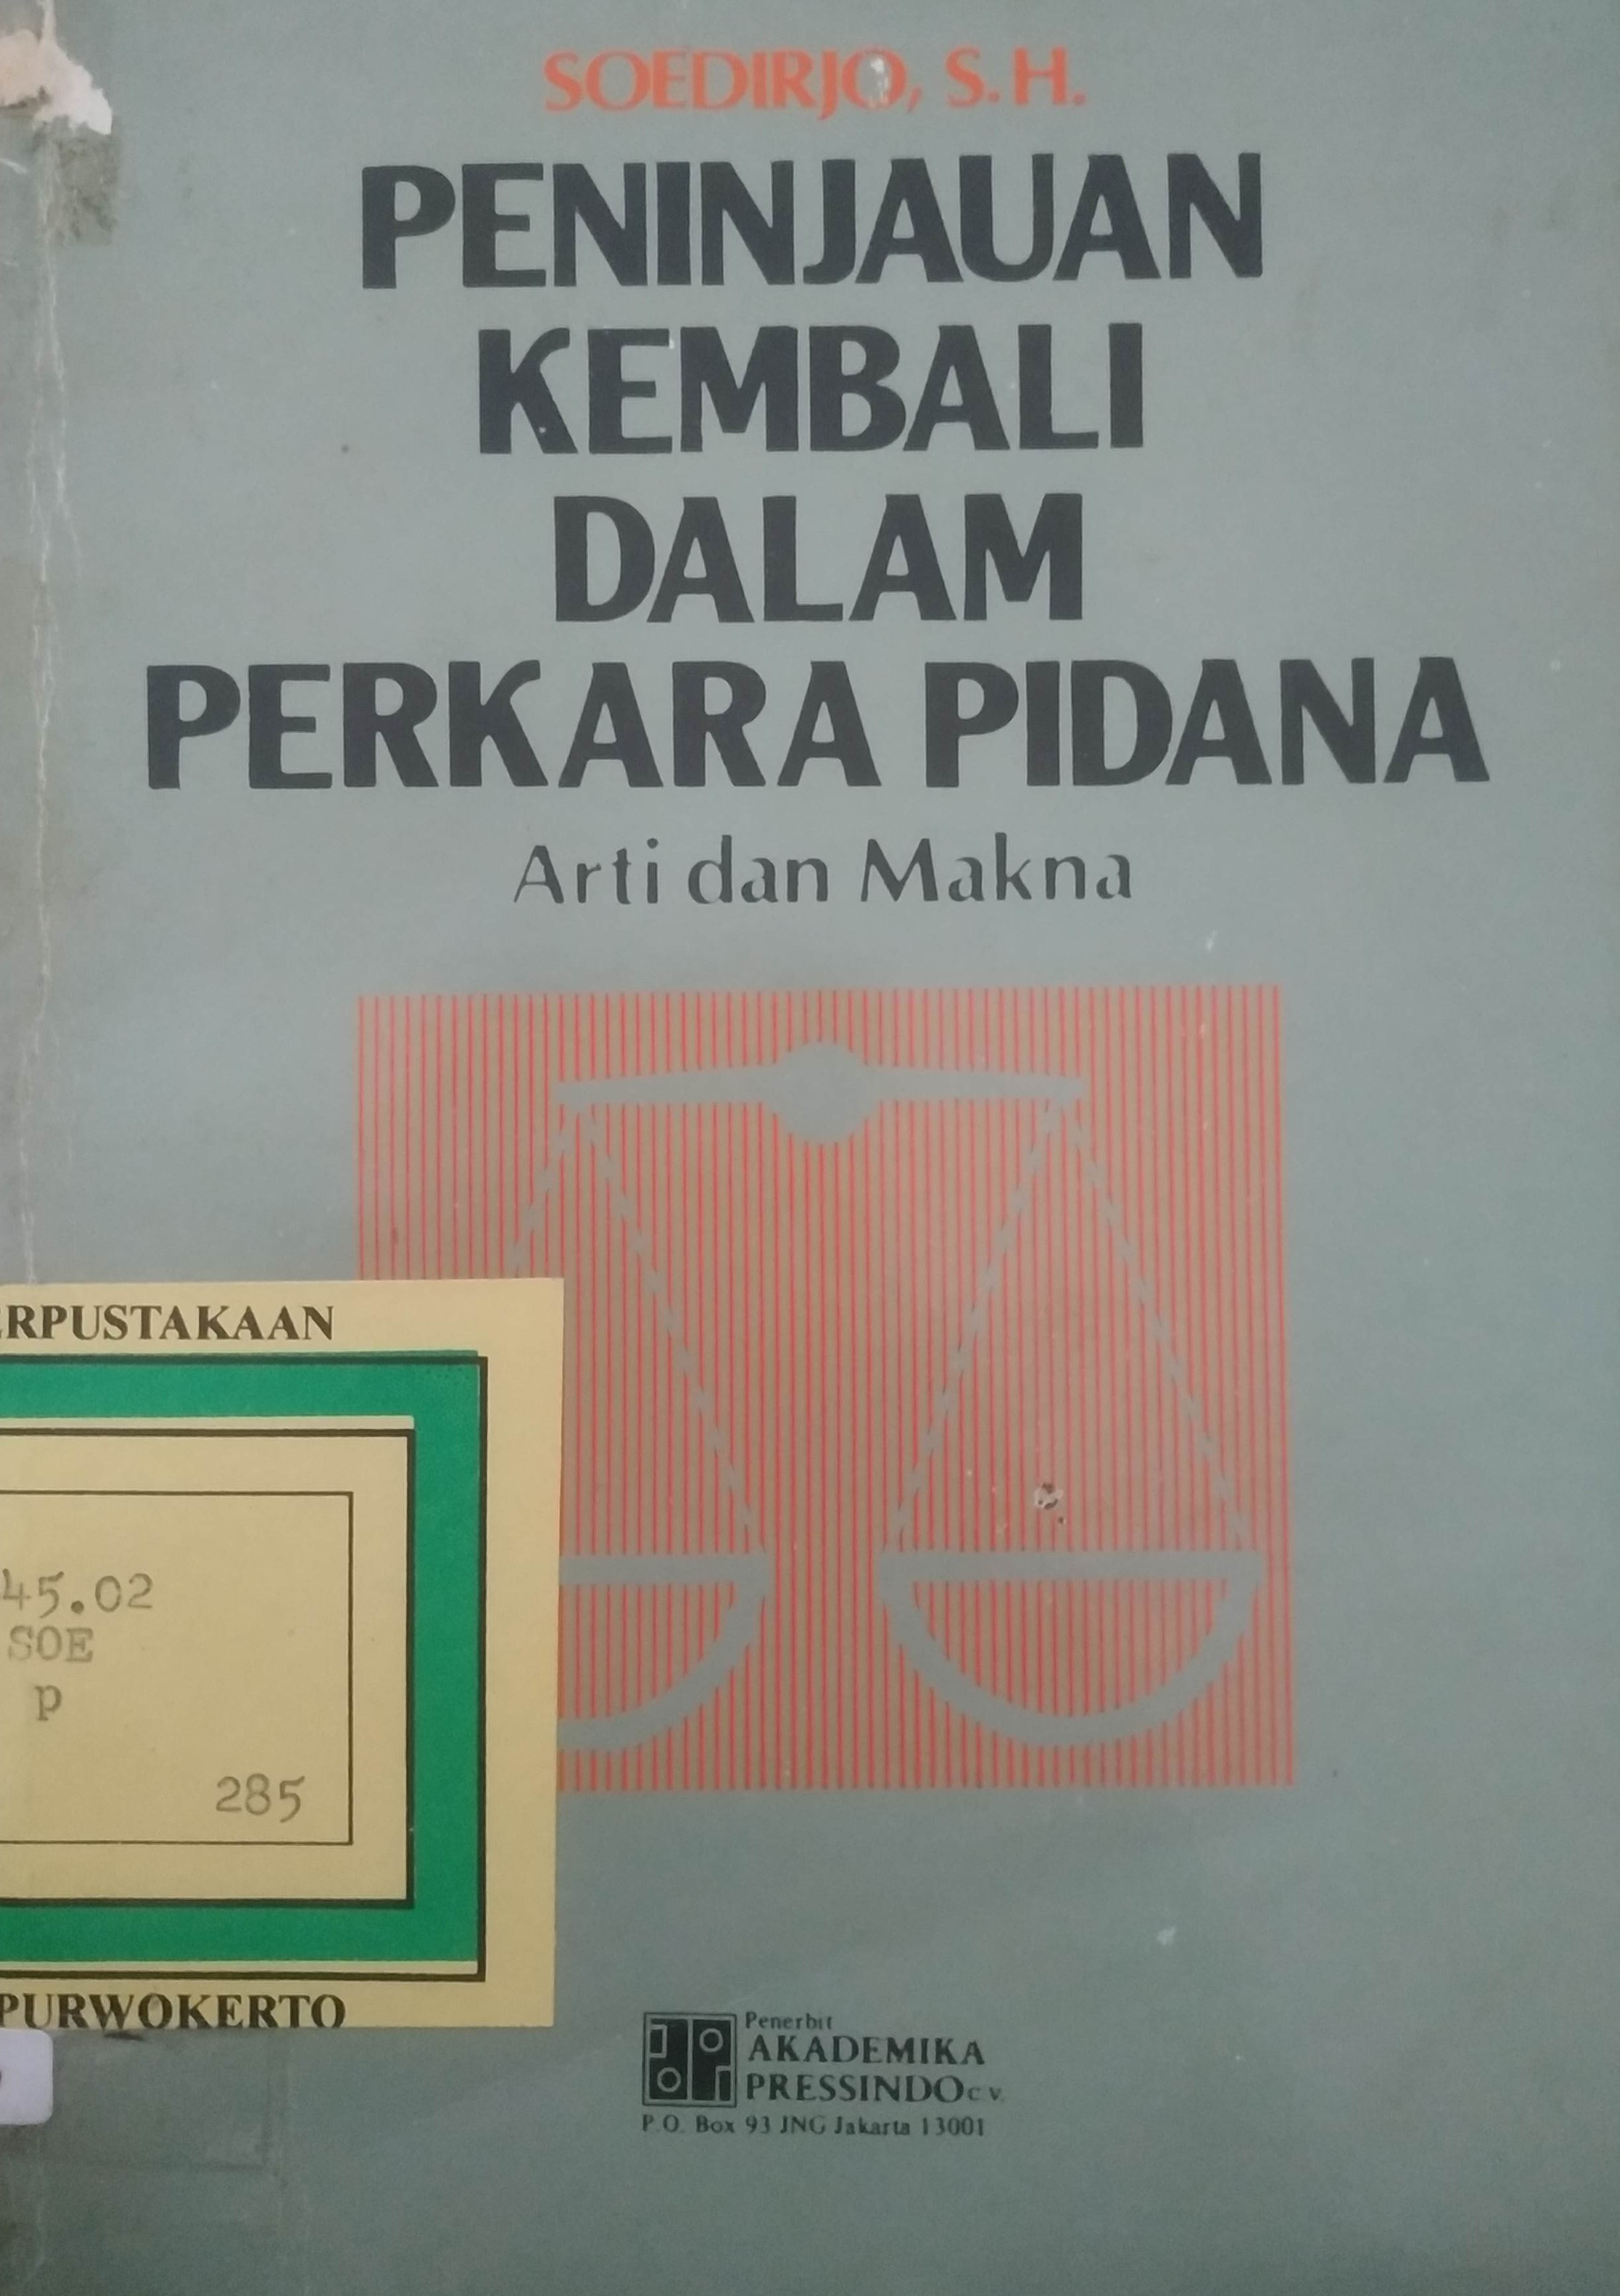 SOEDIRJO, S.H.
PENINJAUAN
KEMBALI
DALAM
PERKARA PIDANA
Arti dan Makna
ERPUSTAKAAN
45.02
SOE
p
285
PURWOKERTO
Penerbit
AKADEMIKA
PRESSINDO C V.
P.O. Box 93 JNG Jakarta 13001